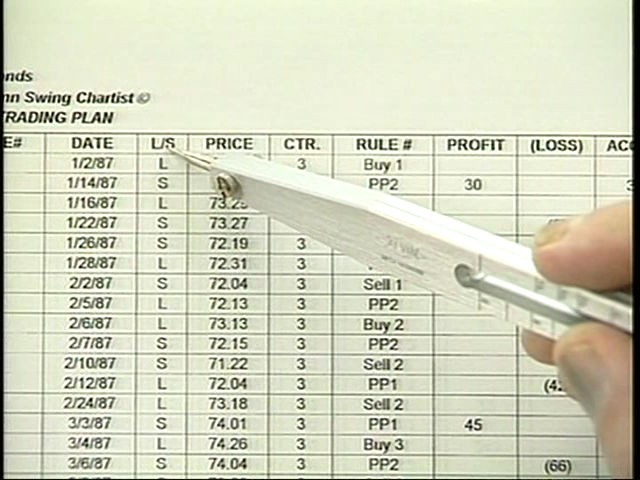 nn Swing Chartist ©
TRADING PLAN
E# DATE L/S PRICE CTR. RULE # PROFIT (LOSS)
1/2/87 L 3 Buy 1
1/14/87 S PP2 30
1/16/87 L 73.25
1/22/87 S 73.27
1/26/87 S 72.19 3
1/28/87 L 72.31 3
2/2/87 S 72.04 3 Sell 1
2/5/87 L 72.13 3 PP2
2/6/87 L 73.13 3 Buy 2
2/7/87 S 72.15 3 PP2
2/10/87 S 71.22 3 Sell 2
2/12/87 L 72.04 3 PP1
2/24/87 L 73.18 3 Sell 2
3/3/87 S 74.01 3 PP1 45
3/4/87 L 74.26 3 Buy 3
3/6/87 S 74.04 3 PP2 (66)